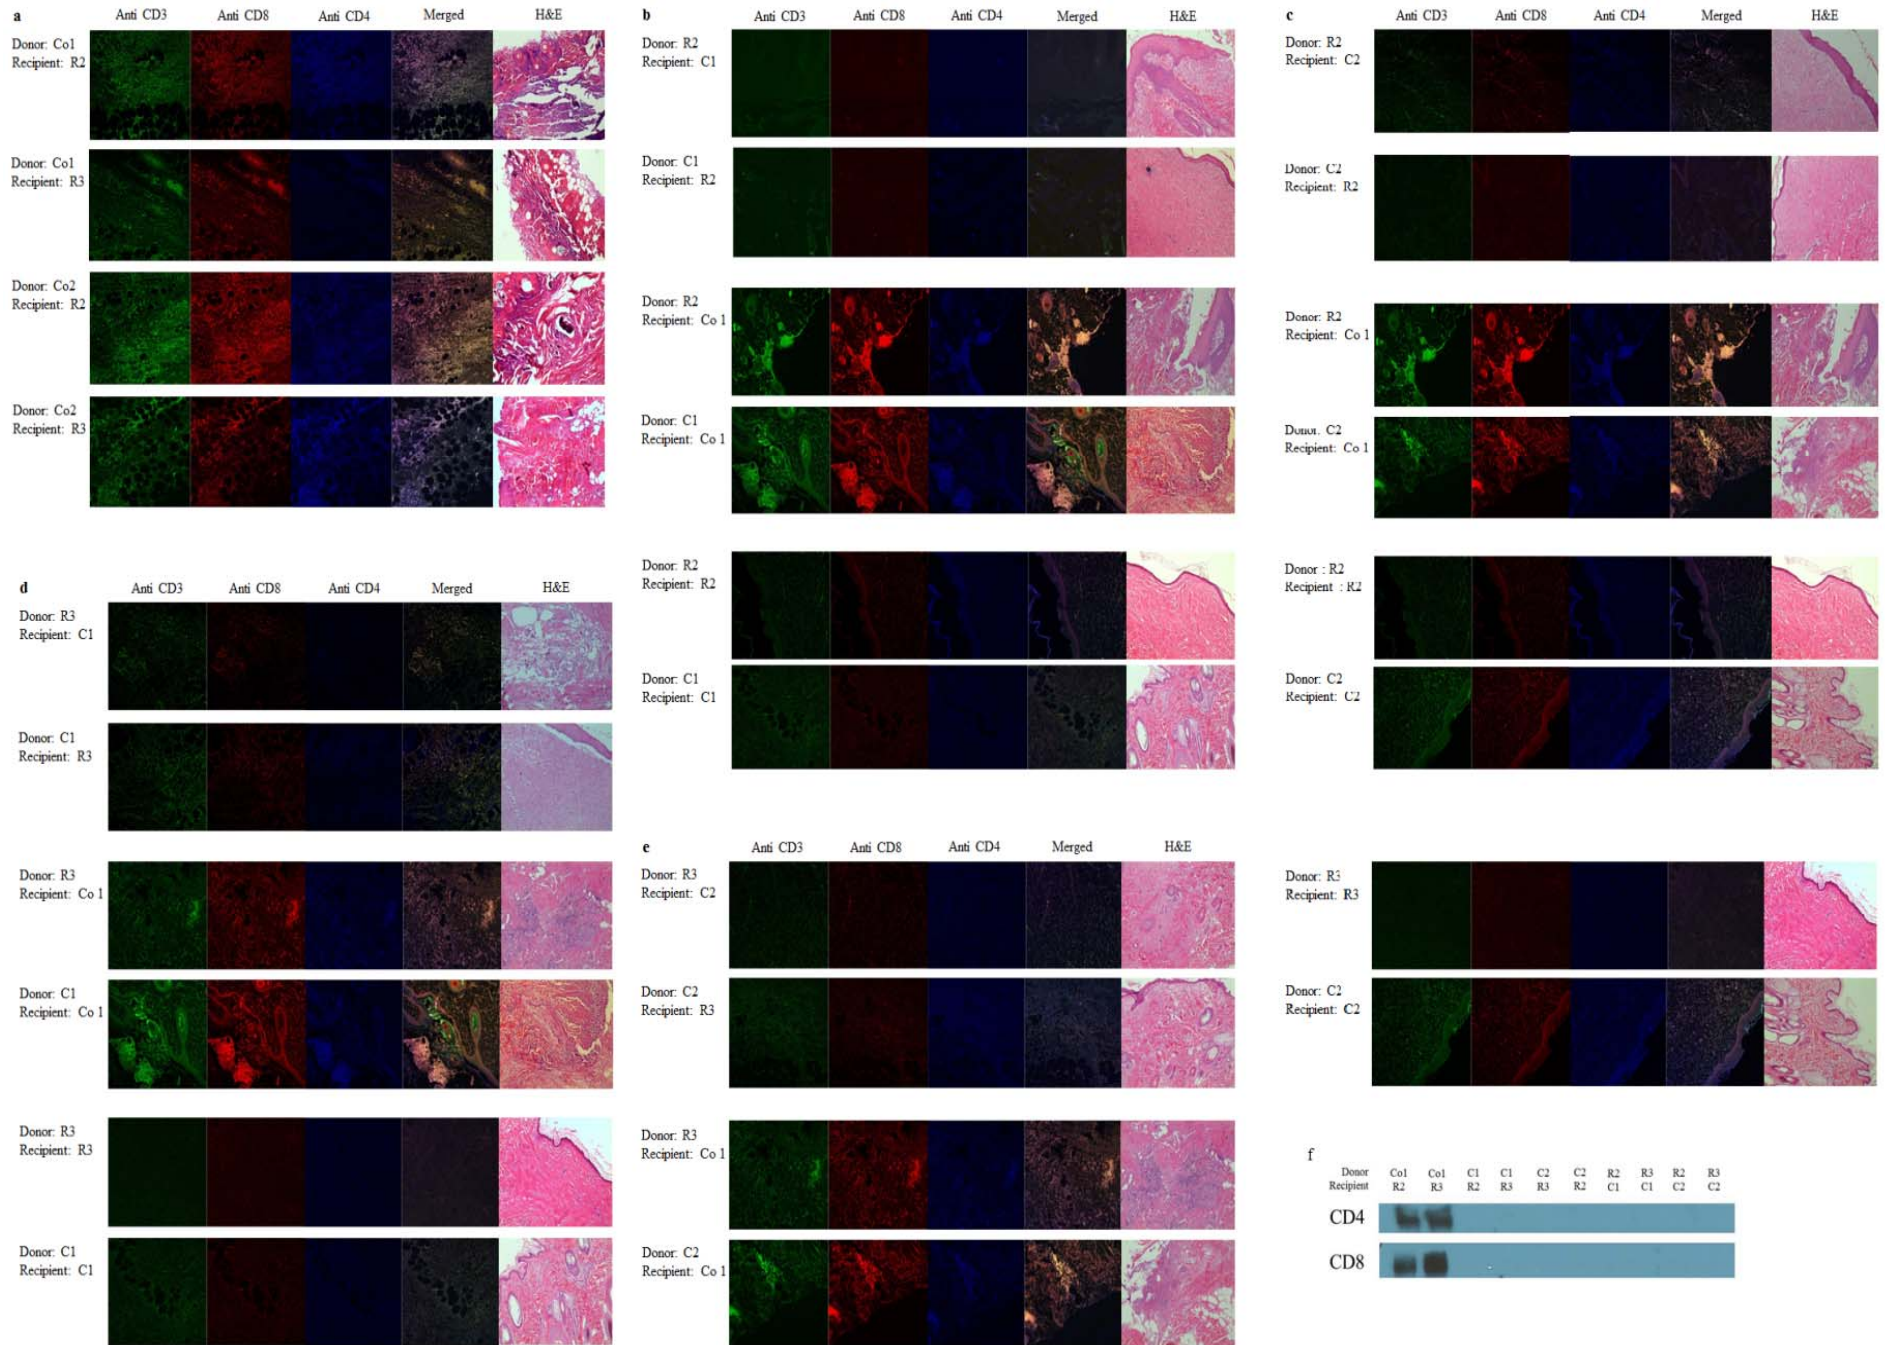 a
Anti CD3 Anti CD8 Anti CD4 Merged H&E
Donor: Co1
Recipient: R2
Donor: Co1
Recipient: R3
Donor: Co2
Recipient: R2
Donor: Co2
Recipient: R3
b
Anti CD3 Anti CD8 Anti CD4 Merged H&E
Donor: R2
Recipient: C1
Donor: C1
Recipient: R2
Donor: R2
Recipient: Co 1
Donor: C1
Recipient: Co 1
Donor: R2
Recipient: R2
Donor: C1
Recipient: C1
c
Anti CD3 Anti CD8 Anti CD4 Merged H&E
Donor: R2
Recipient: C2
Donor: C2
Recipient: R2
Donor: R2
Recipient: Co 1
Donor: C2
Recipient: Co 1
Donor : R2
Recipient : R2
Donor: C2
Recipient: C2
d
Anti CD3 Anti CD8 Anti CD4 Merged H&E
Donor: R3
Recipient: C1
Donor: C1
Recipient: R3
Donor: R3
Recipient: Co 1
Donor: C1
Recipient: Co 1
Donor: R3
Recipient: R3
Donor: C1
Recipient: C1
e
Anti CD3 Anti CD8 Anti CD4 Merged H&E
Donor: R3
Recipient: C2
Donor: C2
Recipient: R3
Donor: R3
Recipient: Co 1
Donor: C2
Recipient: Co 1
Donor: R3
Recipient: R3
Donor: C2
Recipient: C2
f
Donor Co1 Co1 C1 C1 C2 C2 R2 R3 R2 R3
Recipient R2 R3 R2 R3 R3 R2 C1 C1 C2 C2
CD4
CD8